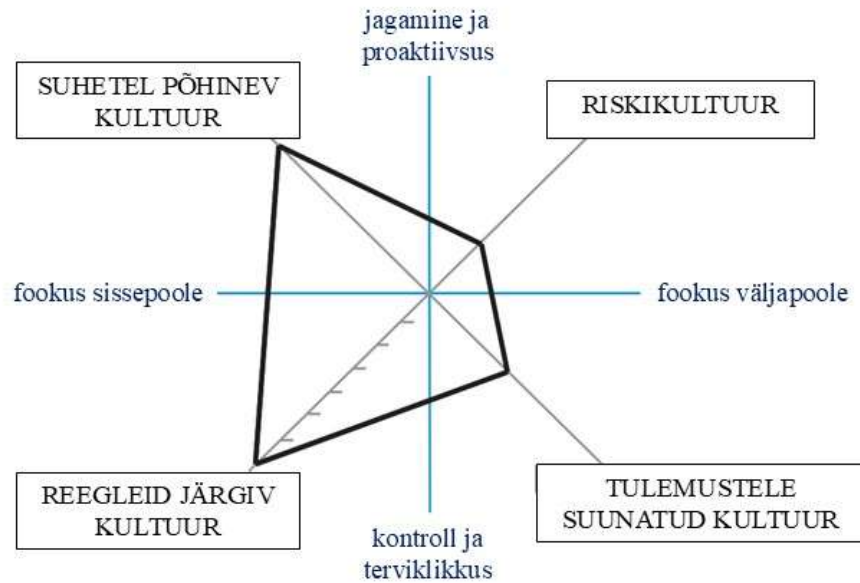 jagamine ja
proaktiivsus
SUHETEL PÕHINEV
KULTUUR
RISKIKULTUUR
fookus sissepoole
fookus väljapoole
REEGLEID JÄRGIV
KULTUUR
TULEMUSTELE
SUUNATUD KULTUUR
kontroll ja
terviklikkus